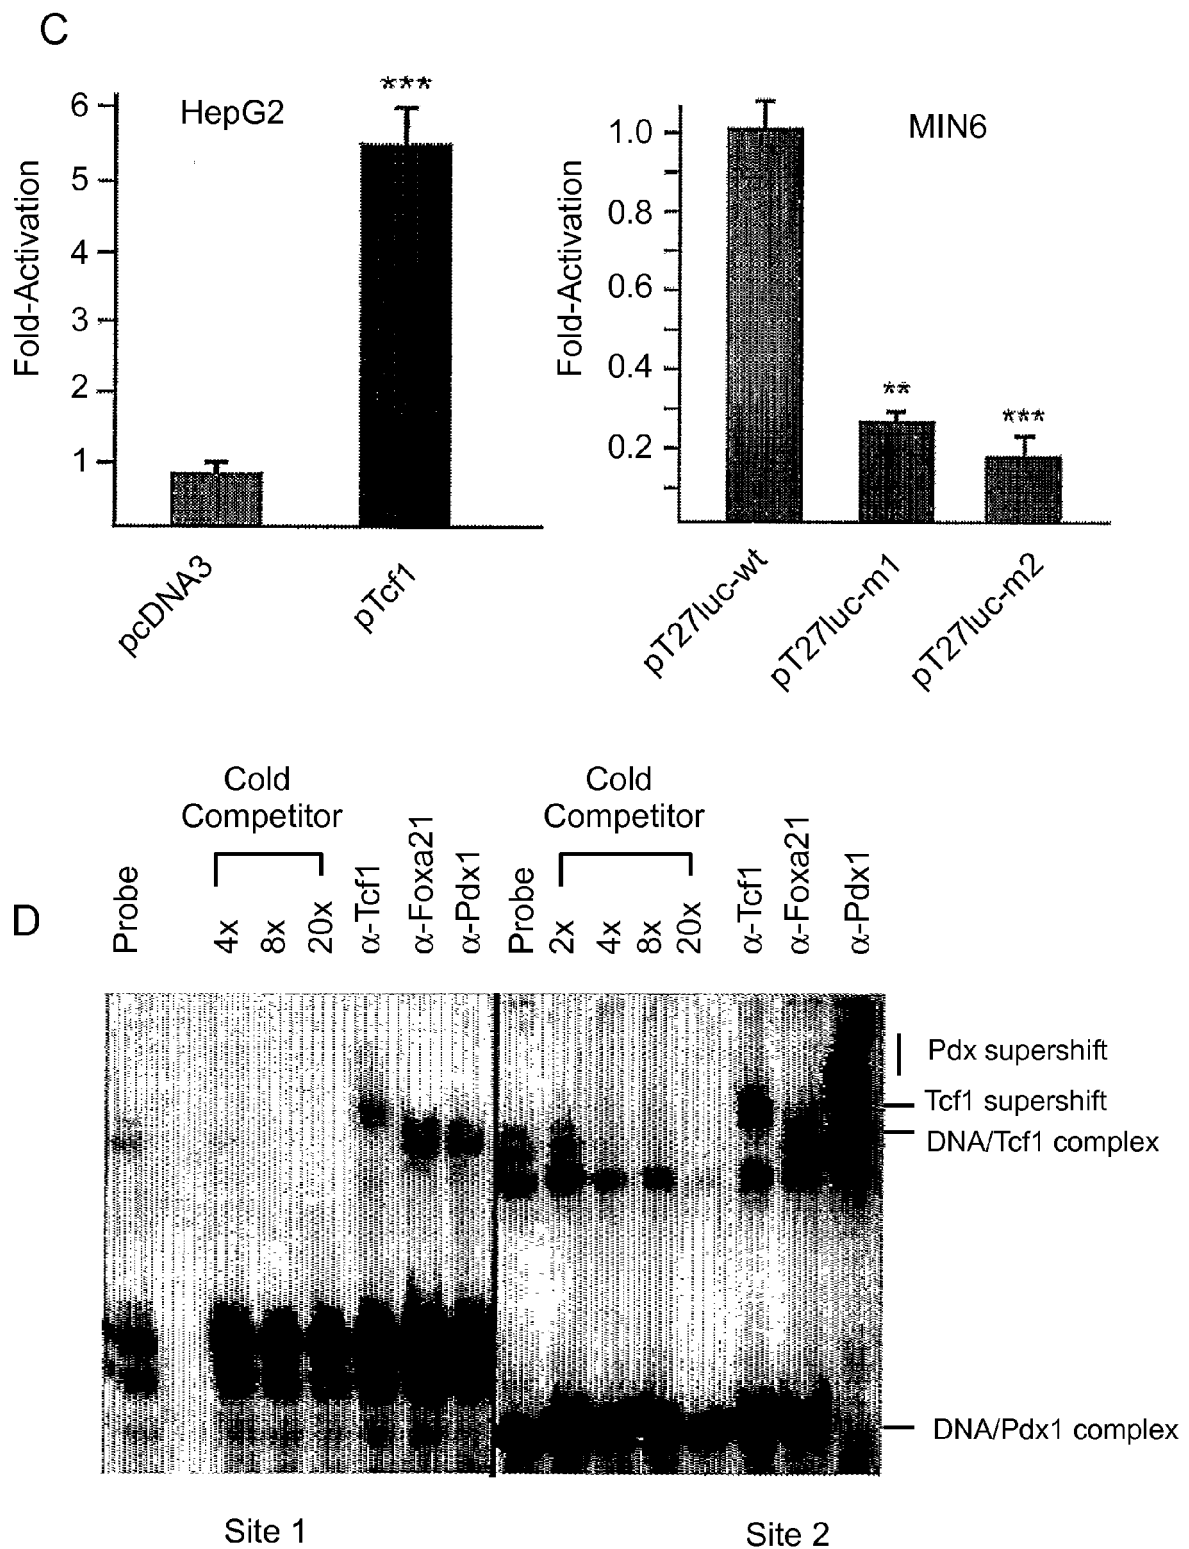 C
HepG2
***
Fold-Activation
6
5
4
3
2
1
pcDNA3
pTcf1
MIN6
Fold-Activation
1.0
0.8
0.6
0.4
0.2
**
***
pT27luc-wt
pT27luc-m1
pT27luc-m2
D
Cold
Competitor
Probe
4x
8x
20x
α-Tcf1
α-Foxa21
α-Pdx1
Cold
Competitor
Probe
2x
4x
8x
20x
α-Tcf1
α-Foxa21
α-Pdx1
Pdx supershift
Tcf1 supershift
DNA/Tcf1 complex
DNA/Pdx1 complex
Site 1
Site 2